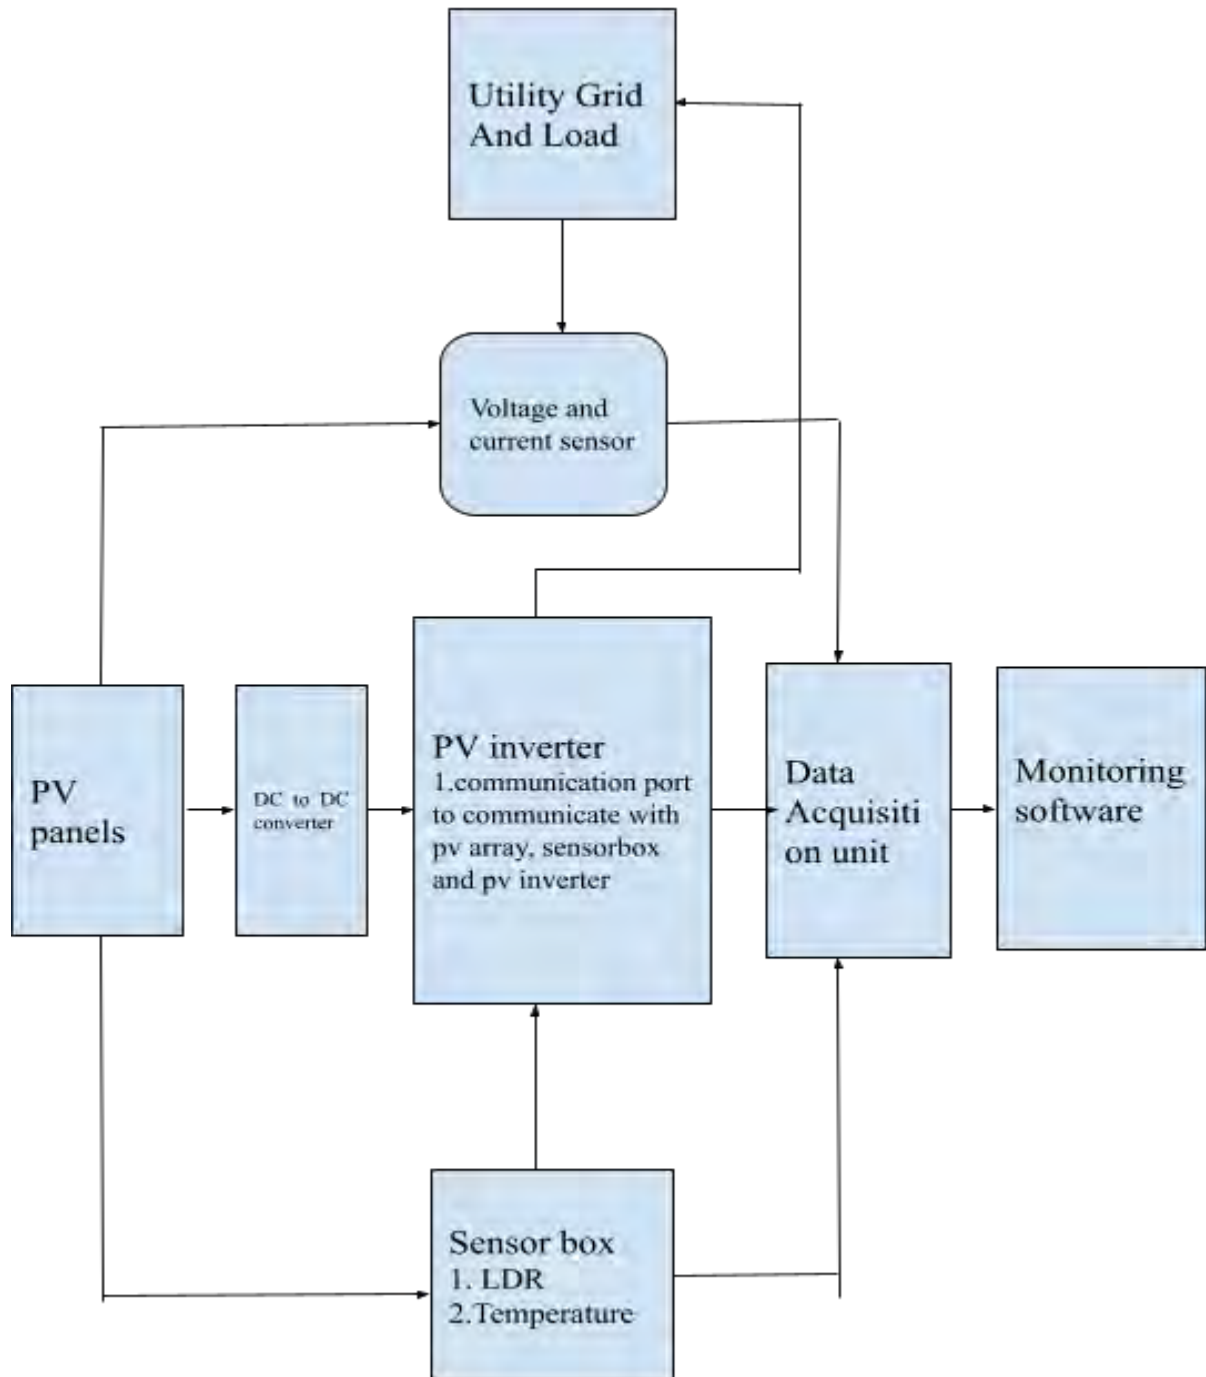 Utility Grid
And Load
Voltage and
current sensor
PV
panels
DC to DC
converter
PV inverter
1.communication port
to communicate with
pv array, sensorbox
and pv inverter
Data
Acquisiti
on unit
Monitoring
software
Sensor box
1. LDR
2.Temperature